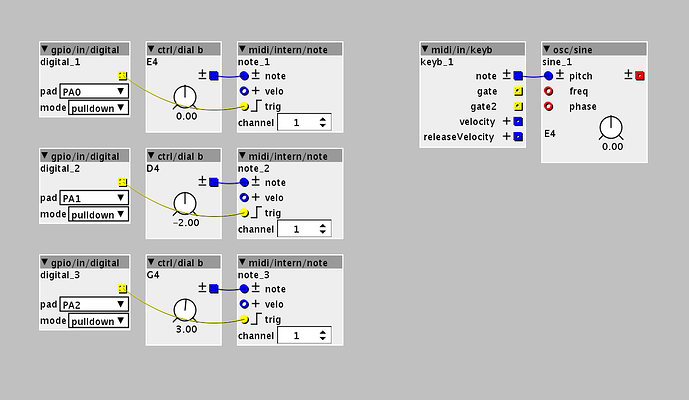 gpio/in/digital
digital_1
pad PA0
mode pulldown
ctrl/dial b
E4
±
0.00
midi/intern/note
note_1
± note
+ velo
trig
channel 1
gpio/in/digital
digital_2
pad PA1
mode pulldown
ctrl/dial b
D4
±
-2.00
midi/intern/note
note_2
± note
+ velo
trig
channel 1
gpio/in/digital
digital_3
pad PA2
mode pulldown
ctrl/dial b
G4
±
3.00
midi/intern/note
note_3
± note
+ velo
trig
channel 1
midi/in/keyb
keyb_1
note ±
gate
gate2
velocity +
releaseVelocity +
osc/sine
sine_1
± pitch ±
freq
phase
E4
0.00